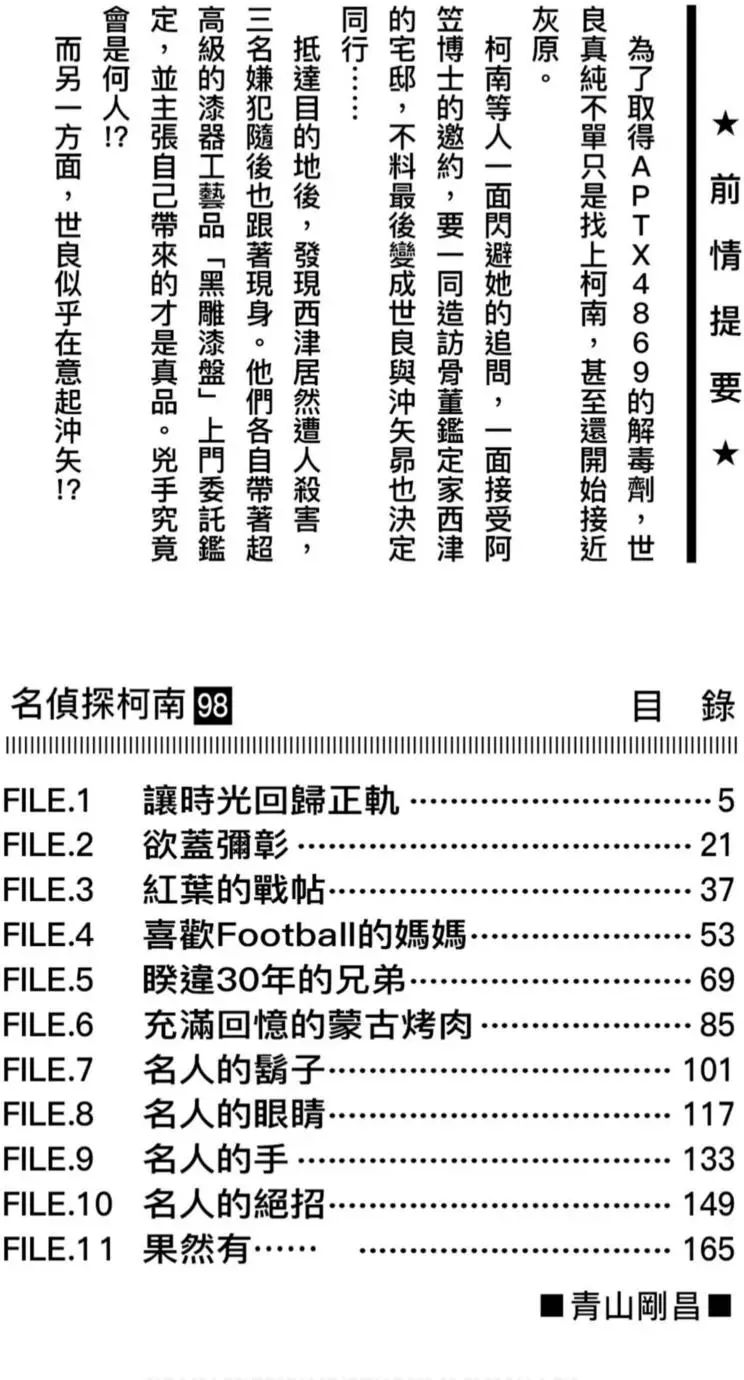 ★前情提要★
為了取得APTX4869的解毒劑，世
良真純不單只是找上柯南，甚至還開始接近
灰原。
柯南等人一面閃避她的追問，一面接受阿
笠博士的邀約，要一同造訪骨董鑑定家西津
的宅邸，不料最後變成世良與沖矢昴也決定
同行……
抵達目的地後，發現西津居然遭人殺害，
三名嫌犯隨後也跟著現身。他們各自帶著超
高級的漆器工藝品「黑雕漆盤」上門委託鑑
定，並主張自己帶來的才是真品。兇手究竟
會是何人!?
而另一方面，世良似乎在意起沖矢!?
名偵探柯南98 目錄
FILE.1 讓時光回歸正軌……………………………5
FILE.2 欲蓋彌彰……………………………………21
FILE.3 紅葉的戰帖…………………………………37
FILE.4 喜歡Football的媽媽……………………53
FILE.5 睽違30年的兄弟…………………………69
FILE.6 充滿回憶的蒙古烤肉……………………85
FILE.7 名人的鬍子………………………………101
FILE.8 名人的眼睛………………………………117
FILE.9 名人的手…………………………………133
FILE.10 名人的絕招………………………………149
FILE.11 果然有…… ……………………………165
■青山剛昌■